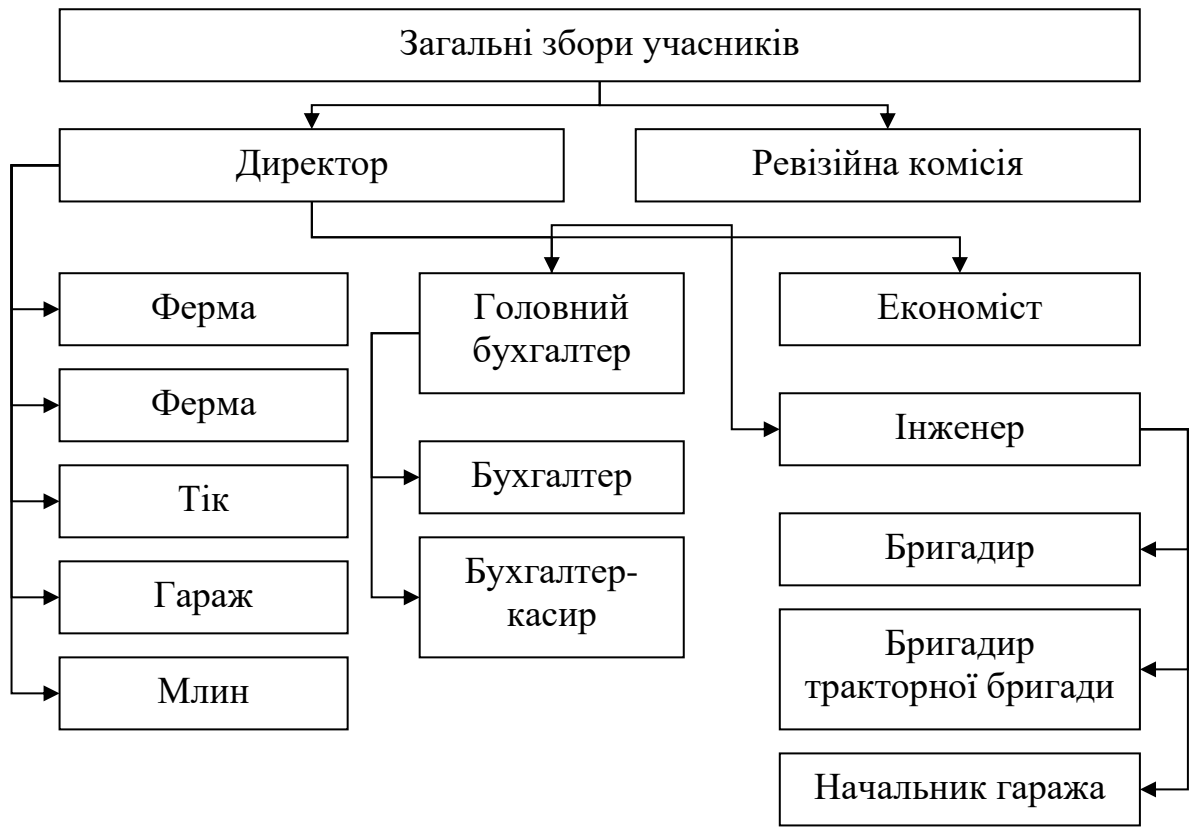 Загальні збори учасників
Директор
Ревізійна комісія
Ферма
Головний
бухгалтер
Економіст
Ферма
Інженер
Тік
Бухгалтер
Бригадир
Гараж
Бухгалтер-
касир
Бригадир
тракторної бригади
Млин
Начальник гаража